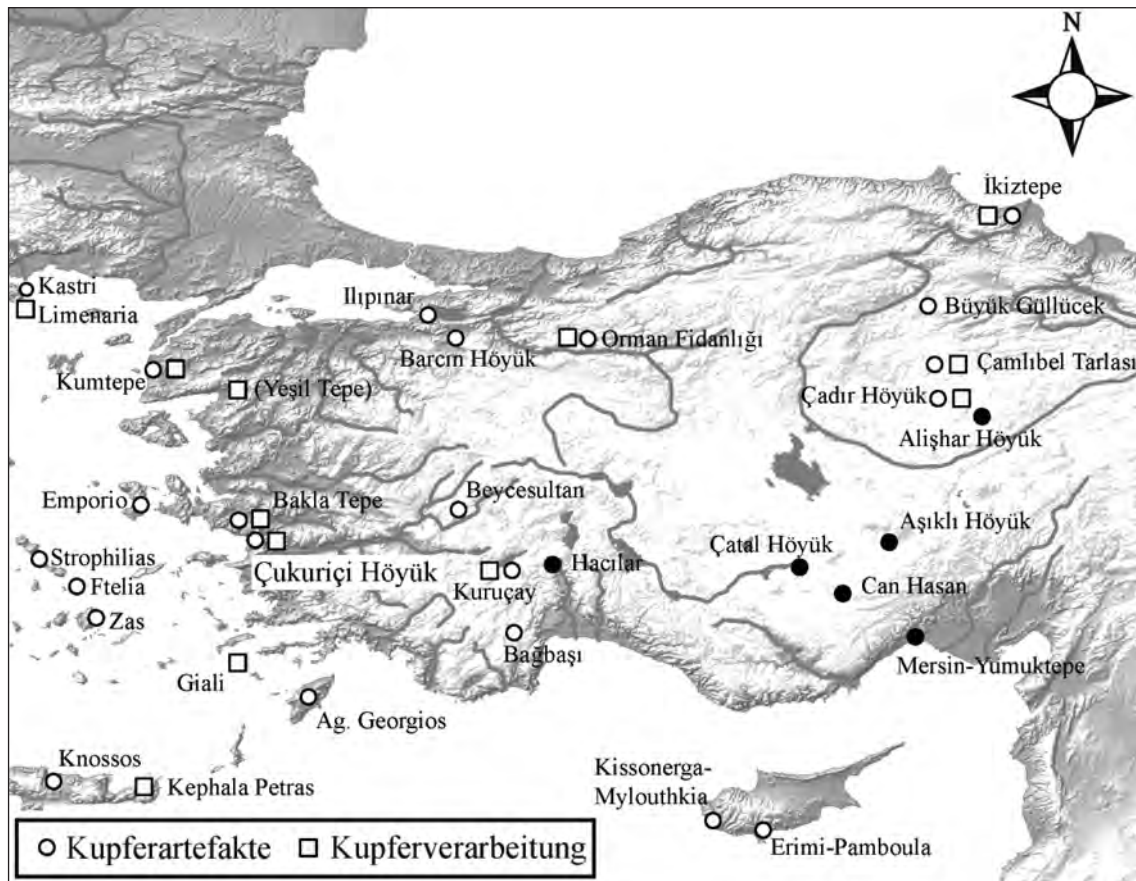 N
İkiztepe
Kastri
Limenaria
Ilıpınar
Büyük Güllücek
Barcın Höyük
Orman Fidanlığı
Kumtepe
(Yeşil Tepe)
Çamlıbel Tarlası
Çadır Höyük
Alişhar Höyük
Emporio
Bakla Tepe
Beycesultan
Aşıklı Höyük
Strophilias
Çukuriçi Höyük
Hacılar
Çatal Höyük
Ftelia
Kuruçay
Can Hasan
Zas
Bağbaşı
Mersin-Yumuktepe
Giali
Ag. Georgios
Knossos
Kephala Petras
Kissonerga-
Mylouthkia
Erimi-Pamboula
Kupferartefakte
Kupferverarbeitung